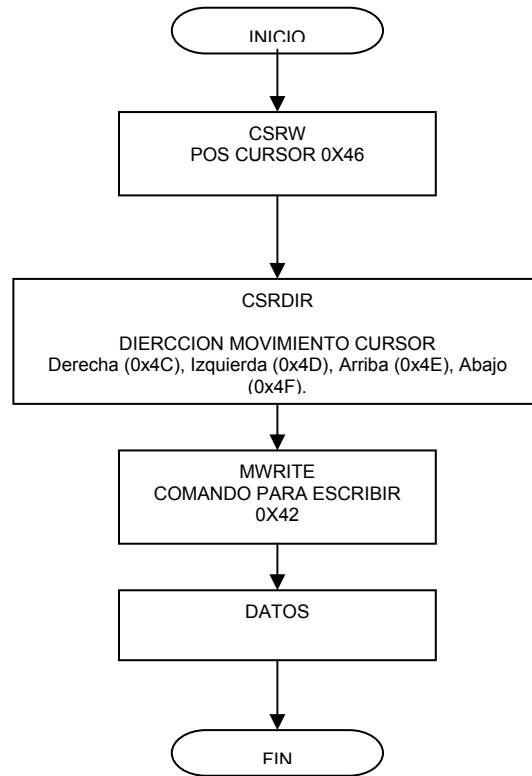 INICIO
CSRW
POS CURSOR 0X46
CSRDIR
DIERCCION MOVIMIENTO CURSOR
Derecha (0x4C), Izquierda (0x4D), Arriba (0x4E), Abajo
(0x4F).
MWRITE
COMANDO PARA ESCRIBIR
0X42
DATOS
FIN